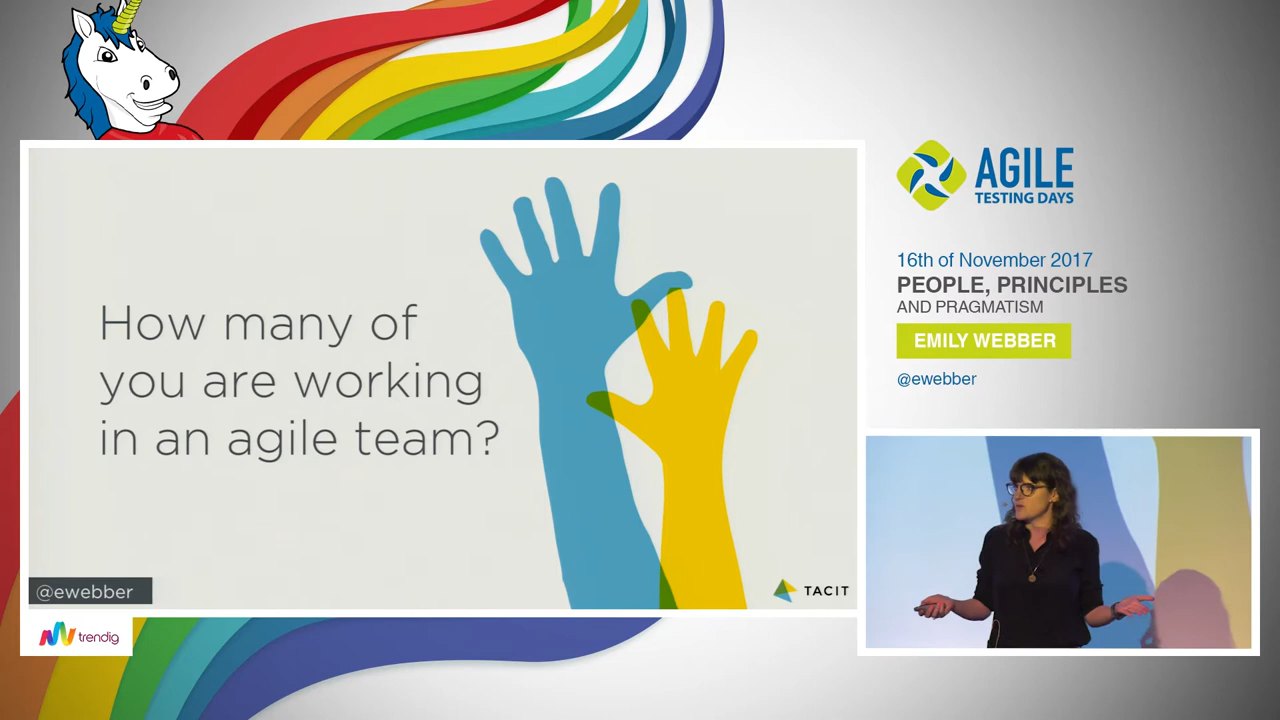 How many of
you are working
in an agile team?
@ewebber
TACIT
trendig
AGILE
TESTING DAYS
16th of November 2017
PEOPLE, PRINCIPLES
AND PRAGMATISM
EMILY WEBBER
@ewebber